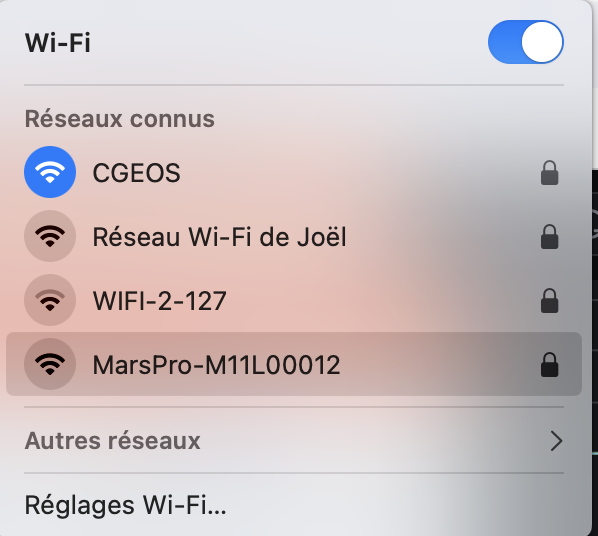 Wi-Fi
Réseaux connus
CGEOS
Réseau Wi-Fi de Joël
WIFI-2-127
MarsPro-M11L00012
Autres réseaux
Réglages Wi-Fi...